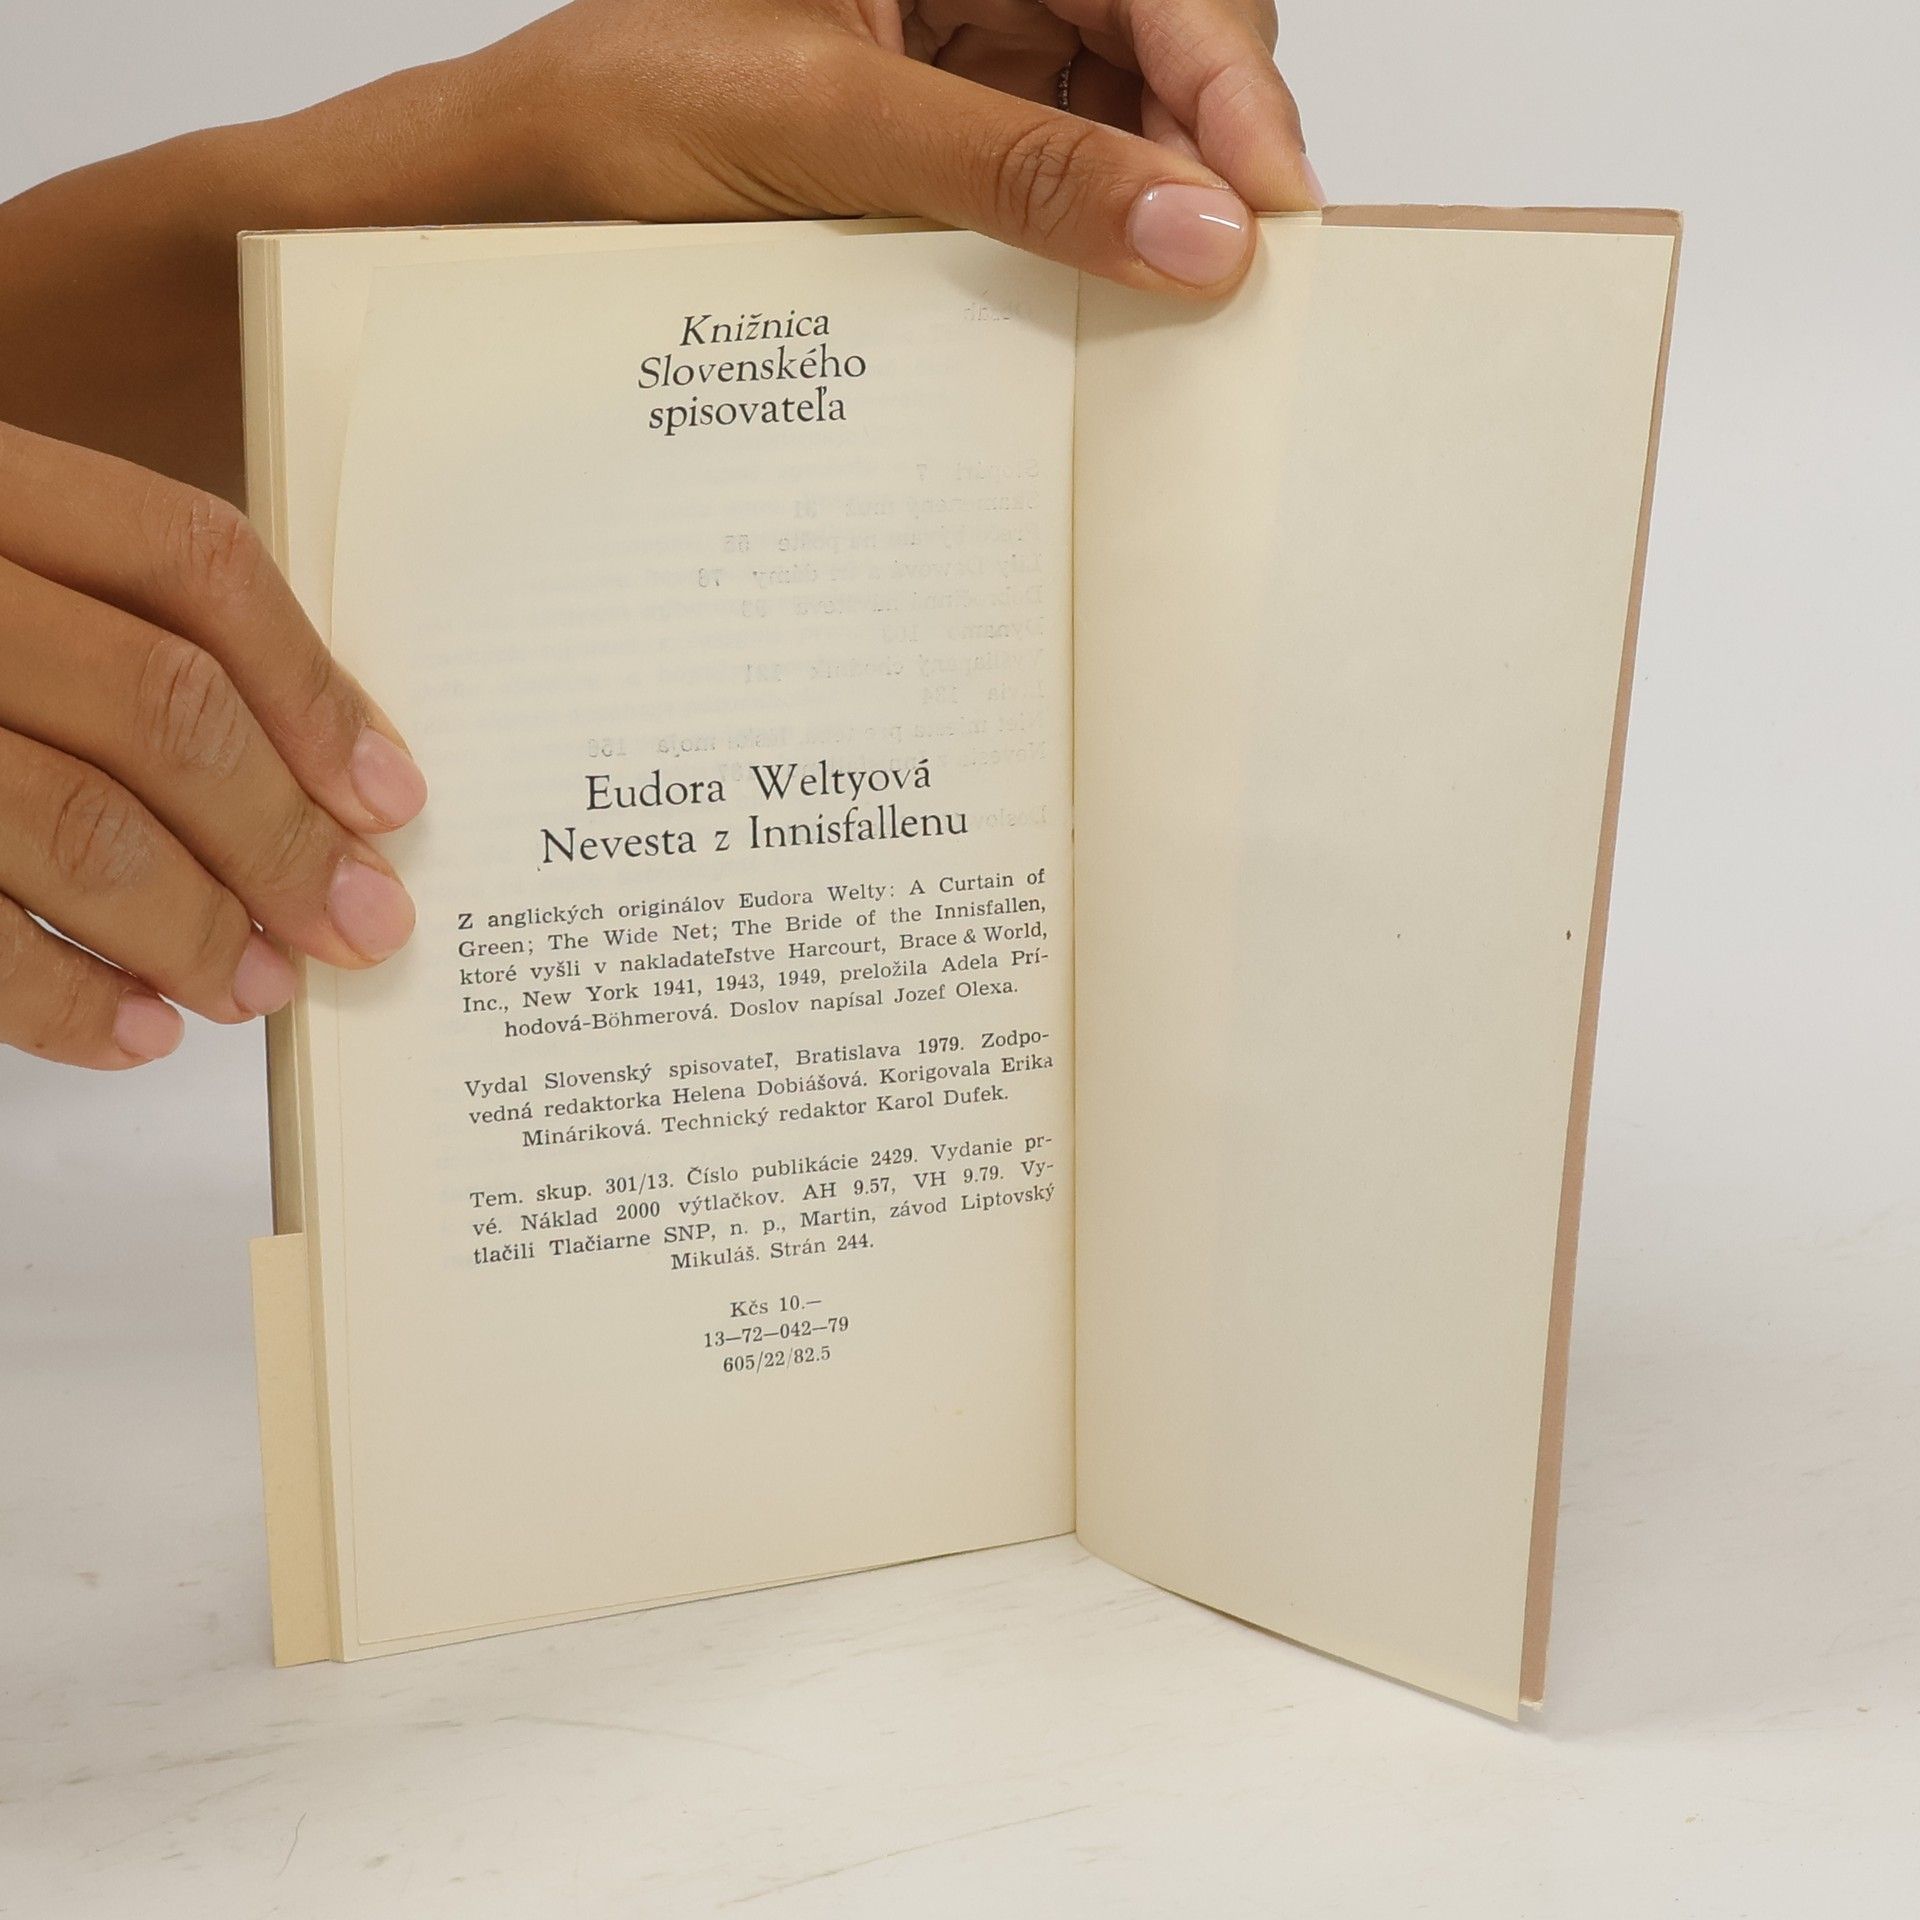 Knižnica
Slovenského
spisovateľa
Eudora Weltyová
Nevesta z Innisfallenu
Z anglických originálov Eudora Welty: A Curtain of
Green; The Wide Net; The Bride of the Innisfallen,
ktoré vyšli v nakladateľstve Harcourt, Brace & World,
Inc., New York 1941, 1943, 1949, preložila Adela Prí-
hodová-Böhmerová. Doslov napísal Jozef Olexa.
Vydal Slovenský spisovateľ, Bratislava 1979. Zodpo-
vedná redaktorka Helena Dobiášová. Korigovala Erika
Mináriková. Technický redaktor Karol Dufek.
Tem. skup. 301/13. Číslo publikácie 2429. Vydanie pr-
vé. Náklad 2000 výtlačkov. AH 9.57, VH 9.79. Vy-
tlačili Tlačiarne SNP, n. p., Martin, závod Liptovský
Mikuláš. Strán 244.
Kčs 10.—
13—72—042—79
605/22/82.5